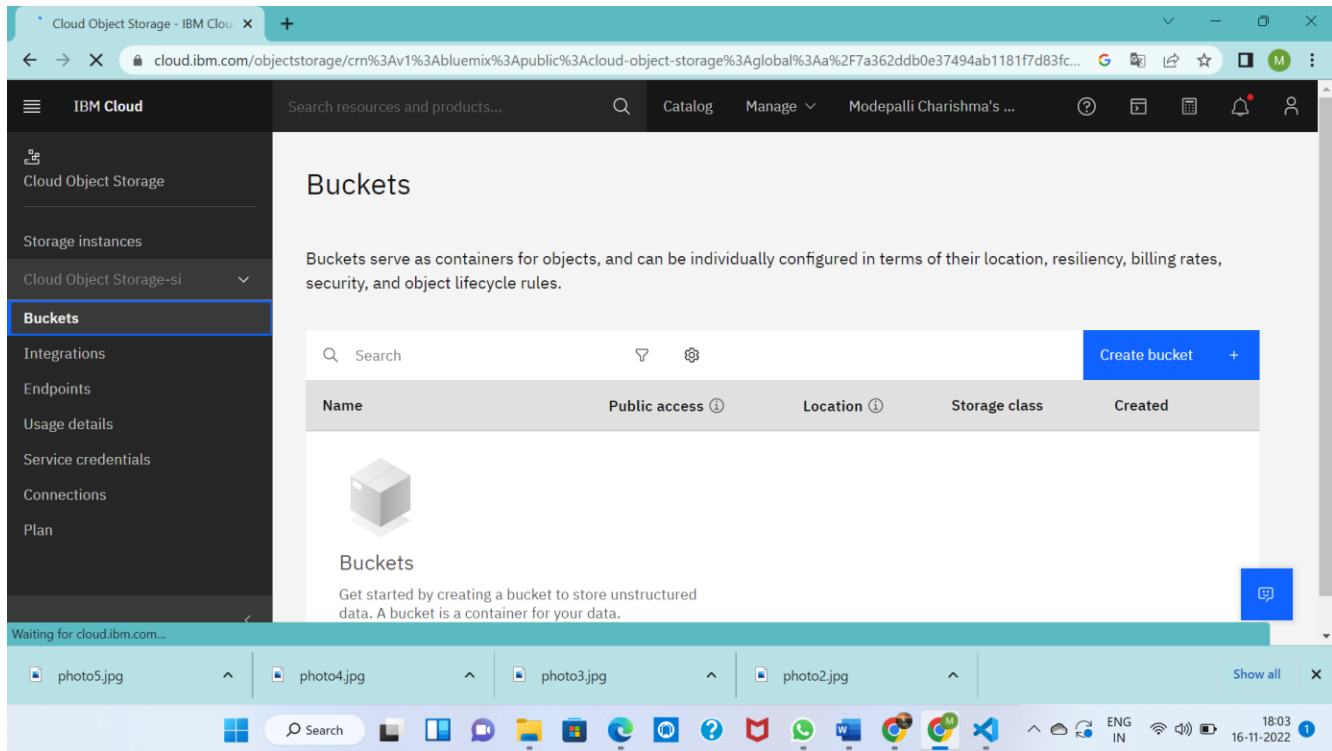 Cloud Object Storage - IBM Clou
cloud.ibm.com/objectstorage/crn%3Av1%3Abluemix%3Apublic%3Acloud-object-storage%3Aglobal%3Aa%2F7a362ddb0e37494ab1181f7d83fc...
M
IBM Cloud
Search resources and products...
Catalog
Manage
Modepalli Charishma's ...
Cloud Object Storage
Storage instances
Cloud Object Storage-si
Buckets
Integrations
Endpoints
Usage details
Service credentials
Connections
Plan
Buckets
Buckets serve as containers for objects, and can be individually configured in terms of their location, resiliency, billing rates,
security, and object lifecycle rules.
Search
Create bucket +
Name Public access Location Storage class Created
Buckets
Get started by creating a bucket to store unstructured
data. A bucket is a container for your data.
Waiting for cloud.ibm.com...
photo5.jpg photo4.jpg photo3.jpg photo2.jpg Show all
Search
ENG
IN
18:03
16-11-2022
1